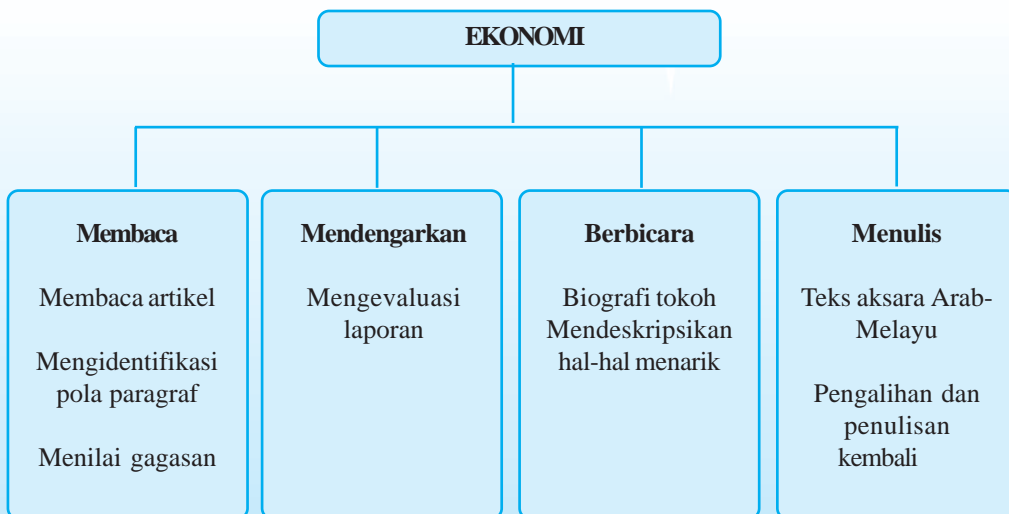 EKONOMI
Membaca
Membaca artikel
Mengidentifikasi
pola paragraf
Menilai gagasan
Mendengarkan
Mengevaluasi
laporan
Berbicara
Biografi tokoh
Mendeskripsikan
hal-hal menarik
Menulis
Teks aksara Arab-
Melayu
Pengalihan dan
penulisan
kembali